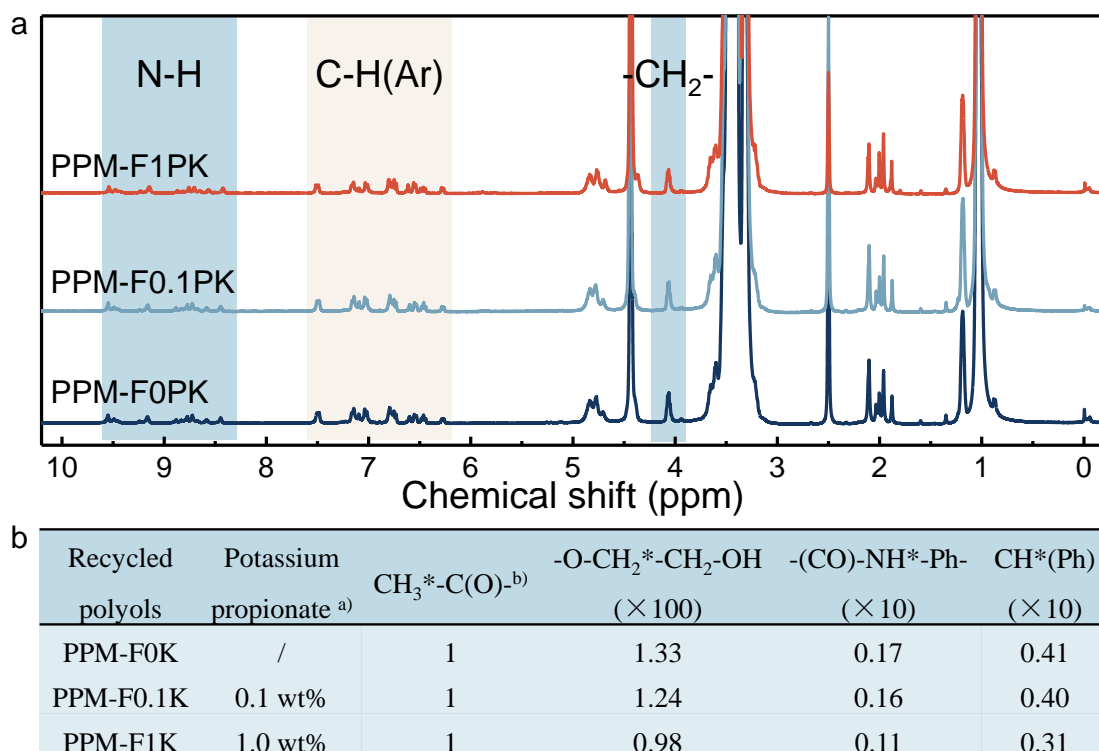 a
N-H
C-H(Ar)
-CH₂-
PPM-F1PK
PPM-F0.1PK
PPM-F0PK
10 9 8 7 6 5 4 3 2 1 0
Chemical shift (ppm)
b
Recycled polyols Potassium propionate ᵃ⁾ CH₃*-C(O)-ᵇ⁾ -O-CH₂*-CH₂-OH (×100) -(CO)-NH*-Ph- (×10) CH*(Ph) (×10)
PPM-F0K / 1 1.33 0.17 0.41
PPM-F0.1K 0.1 wt% 1 1.24 0.16 0.40
PPM-F1K 1.0 wt% 1 0.98 0.11 0.31